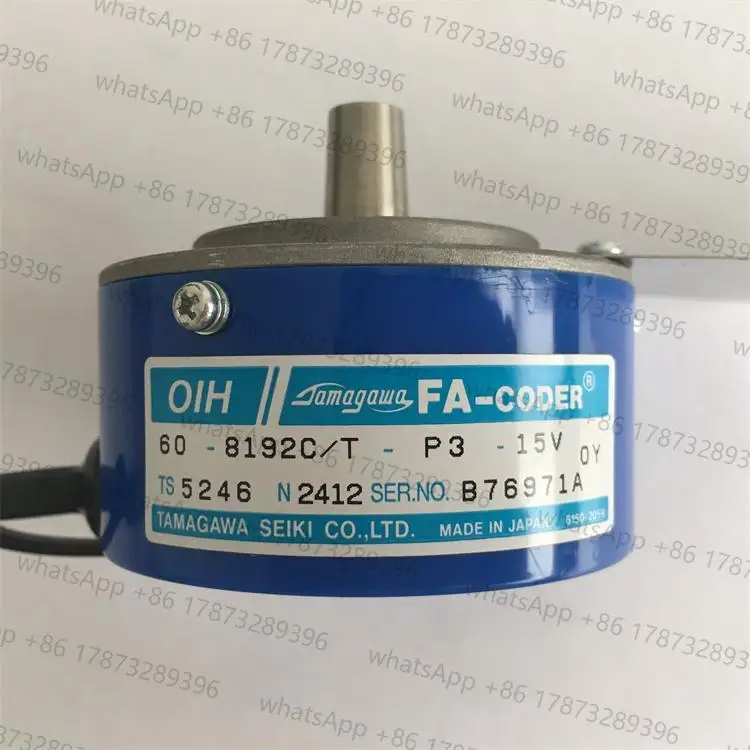 whatsApp +86 17873289396
OIH Tamagawa FA-CODER®
60 - 8192C/T - P3 - 15V 0Y
TS 5246 N 2412 SER.NO. B76971A
TAMAGAWA SEIKI CO.,LTD. MADE IN JAPAN